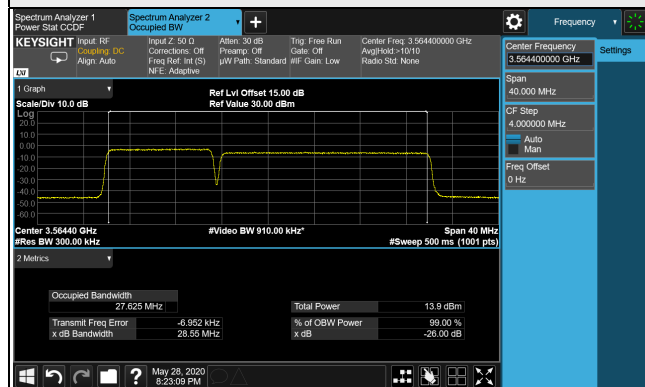 Spectrum Analyzer 1
Power Stat CCDF
Spectrum Analyzer 2
Occupied BW
Frequency
KEYSIGHT
LXI
Input: RF
Coupling: DC
Align: Auto
Input Z: 50 Ω
Corrections: Off
Freq Ref: Int (S)
NFE: Adaptive
Atten: 30 dB
Preamp: Off
µW Path: Standard
Trig: Free Run
Gate: Off
#IF Gain: Low
Center Freq: 3.564400000 GHz
Avg|Hold:>10/10
Radio Std: None
Center Frequency
3.564400000 GHz
Settings
Span
40.000 MHz
CF Step
4.000000 MHz
Auto
Man
Freq Offset
0 Hz
1 Graph
Scale/Div 10.0 dB
Ref Lvl Offset 15.00 dB
Ref Value 30.00 dBm
Log
20.0
10.0
0.00
-10.0
-20.0
-30.0
-40.0
-50.0
-60.0
Center 3.56440 GHz
#Res BW 300.00 kHz
#Video BW 910.00 kHz*
Span 40 MHz
#Sweep 500 ms (1001 pts)
2 Metrics
Occupied Bandwidth
27.625 MHz
Total Power
13.9 dBm
Transmit Freq Error
-6.952 kHz
% of OBW Power
99.00 %
x dB Bandwidth
28.55 MHz
x dB
-26.00 dB
?
May 28, 2020
8:23:09 PM